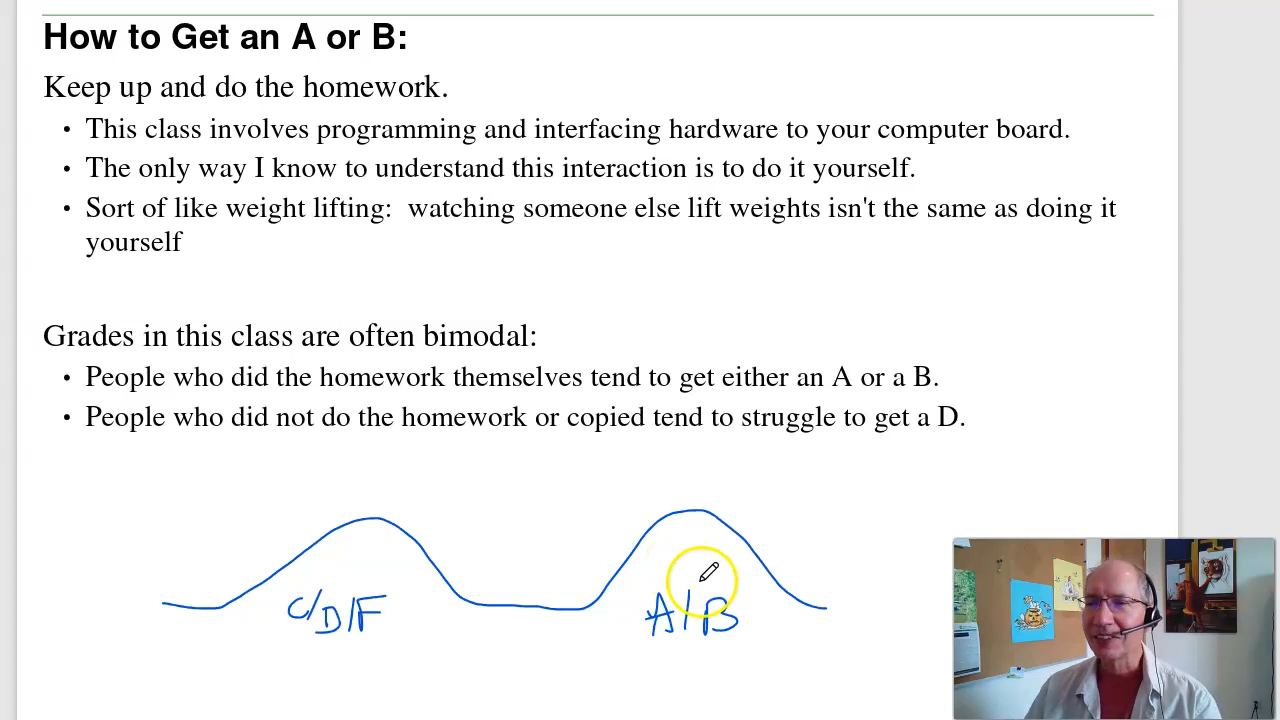 How to Get an A or B:
Keep up and do the homework.
• This class involves programming and interfacing hardware to your computer board.
• The only way I know to understand this interaction is to do it yourself.
• Sort of like weight lifting:  watching someone else lift weights isn't the same as doing it
yourself
Grades in this class are often bimodal:
• People who did the homework themselves tend to get either an A or a B.
• People who did not do the homework or copied tend to struggle to get a D.
C/D/F
A/B